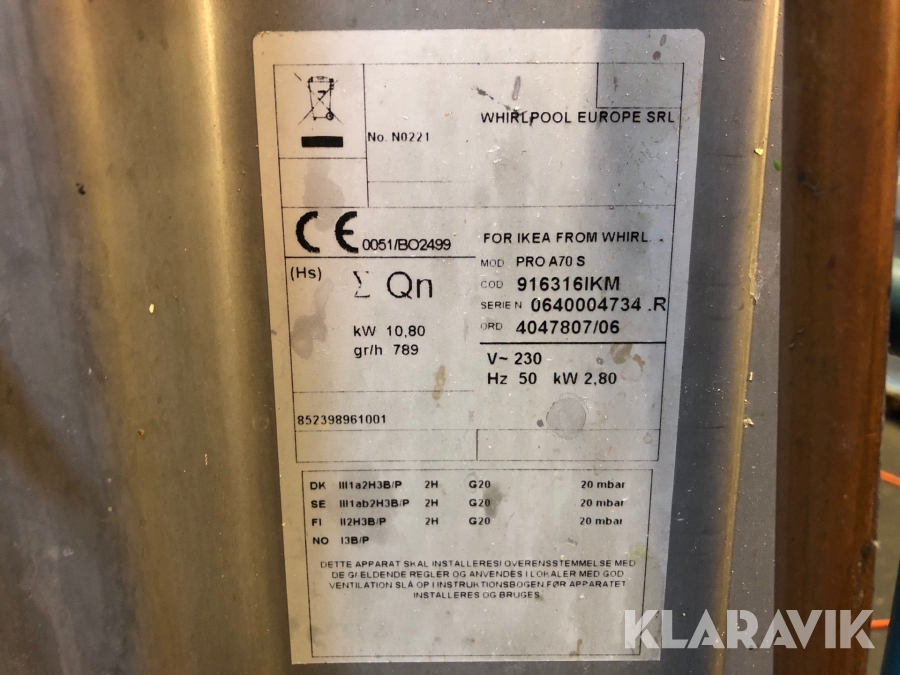 WHIRLPOOL EUROPE SRL
No. N0221
CE 0051/BO2499
FOR IKEA FROM WHIRL
MOD PRO A70 S
(Hs)
Σ Qn
COD 916316IKM
SERIE N 0640004734 .R
kW 10,80
ORD 4047807/06
gr/h 789
V~ 230
Hz 50 kW 2,80
852398961001
DK III1a2H3B/P 2H G20 20 mbar
SE III1ab2H3B/P 2H G20 20 mbar
FI II2H3B/P 2H G20 20 mbar
NO I3B/P
DETTE APPARAT SKAL INSTALLERES I OVERENSSTEMMELSE MED
DE GJELDENDE REGLER OG ANVENDES I LOKALER MED GOD
VENTILATION SLÅ OP I INSTRUKTIONSBOGEN FØR APPARATET
INSTALLERES OG BRUGES
KLARAVIK